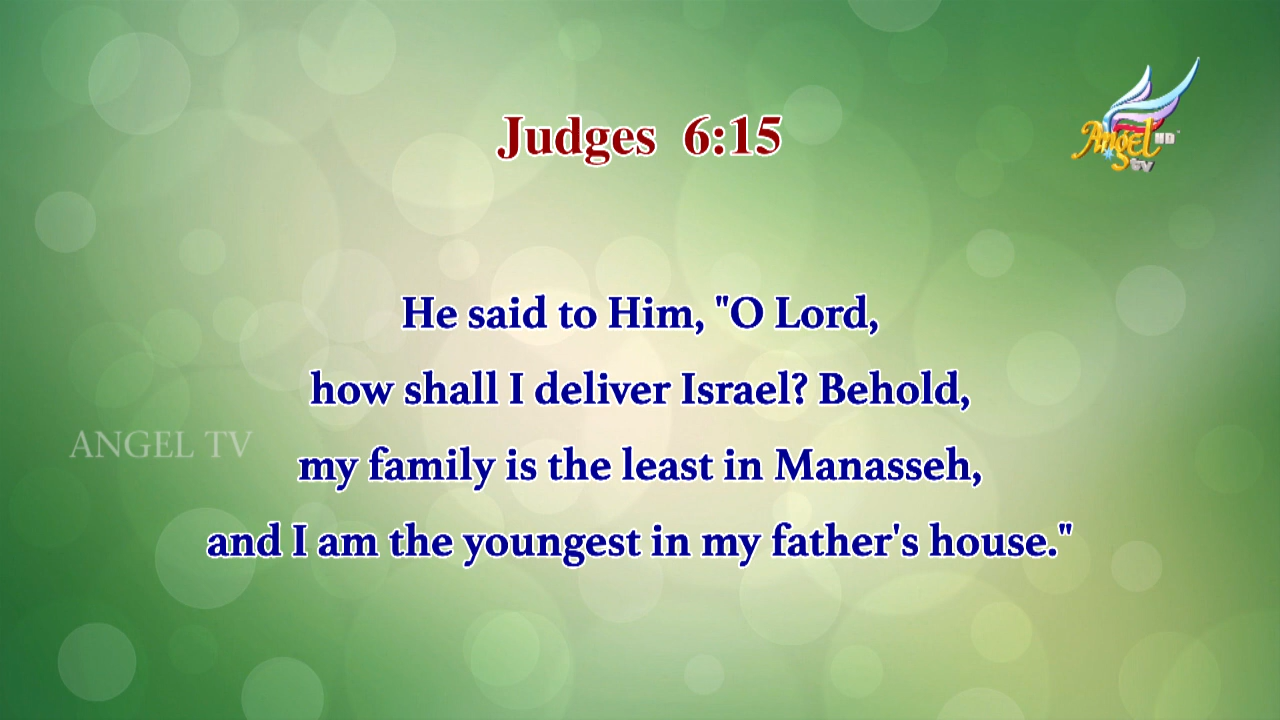 Judges 6:15
Angel HD
tv
He said to Him, "O Lord,
how shall I deliver Israel? Behold,
my family is the least in Manasseh,
ANGEL TV
and I am the youngest in my father's house."